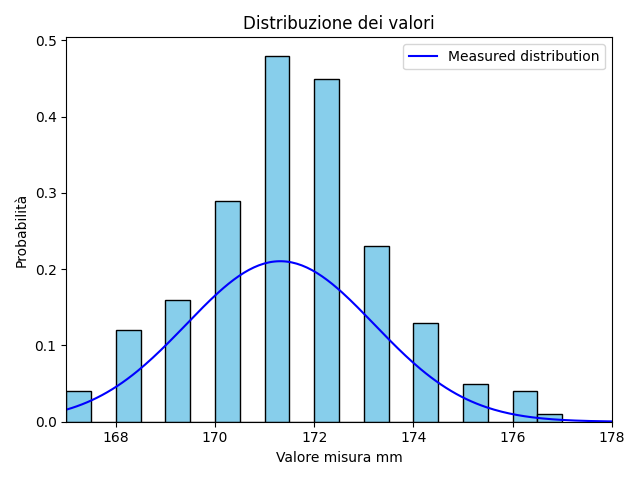 Distribuzione dei valori
Measured distribution
Probabilità
0.5
0.4
0.3
0.2
0.1
0.0
168 170 172 174 176 178
Valore misura mm